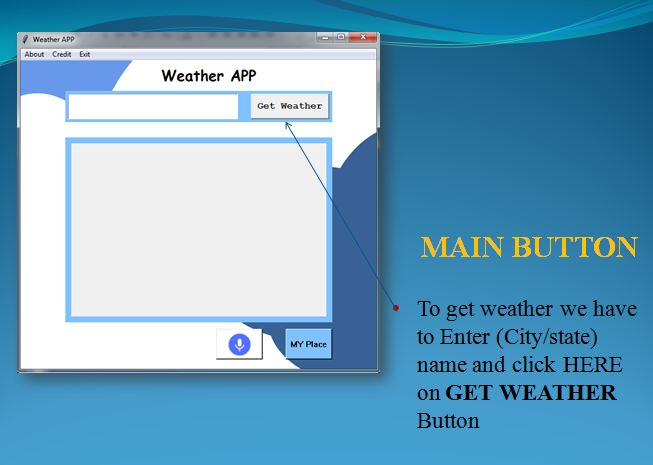 Weather APP
About Credit Exit
Weather APP
Get Weather
MY Place
MAIN BUTTON
To get weather we have
to Enter (City/state)
name and click HERE
on GET WEATHER
Button